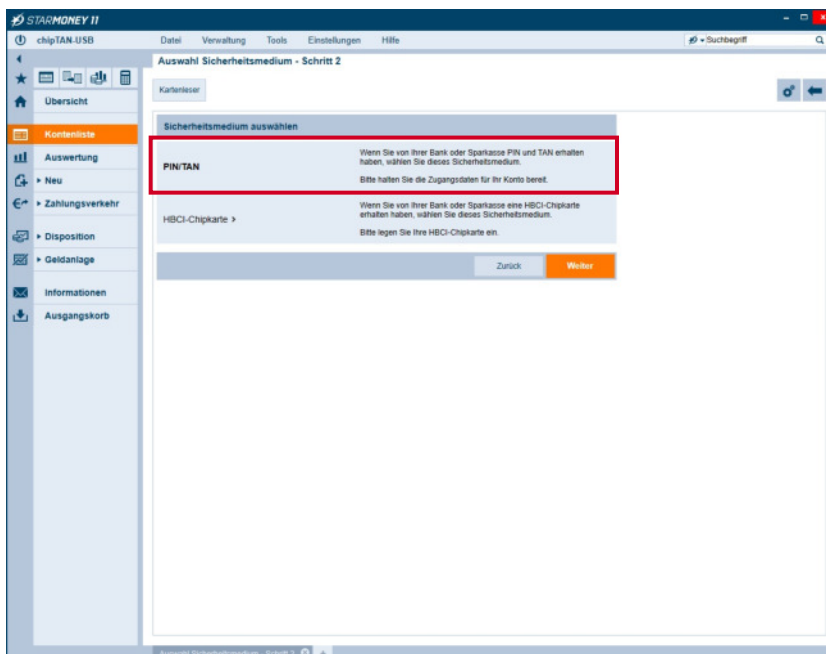 STARMONEY 11
chipTAN-USB
Datei Verwaltung Tools Einstellungen Hilfe
Suchbegriff
Auswahl Sicherheitsmedium - Schritt 2
Kartenleser
Übersicht
Kontenliste
Auswertung
Neu
Zahlungsverkehr
Disposition
Geldanlage
Informationen
Ausgangskorb
Sicherheitsmedium auswählen
PIN/TAN
Wenn Sie von Ihrer Bank oder Sparkasse PIN und TAN erhalten
haben, wählen Sie dieses Sicherheitsmedium.
Bitte halten Sie die Zugangsdaten für Ihr Konto bereit.
HBCI-Chipkarte >
Wenn Sie von Ihrer Bank oder Sparkasse eine HBCI-Chipkarte
erhalten haben, wählen Sie dieses Sicherheitsmedium.
Bitte legen Sie Ihre HBCI-Chipkarte ein.
Zurück Weiter
Auswahl Sicherheitsmedium - Schritt 2